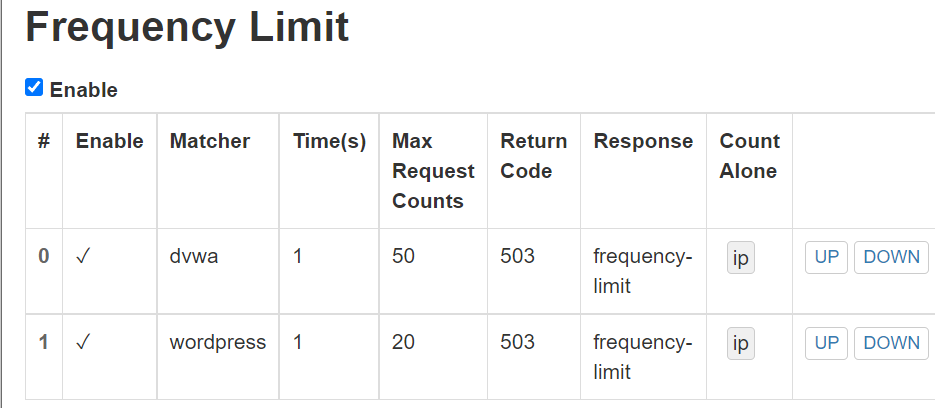 Frequency Limit
Enable
# Enable Matcher Time(s) Max Request Counts Return Code Response Count Alone
0 ✓ dvwa 1 50 503 frequency-limit ip UP DOWN
1 ✓ wordpress 1 20 503 frequency-limit ip UP DOWN